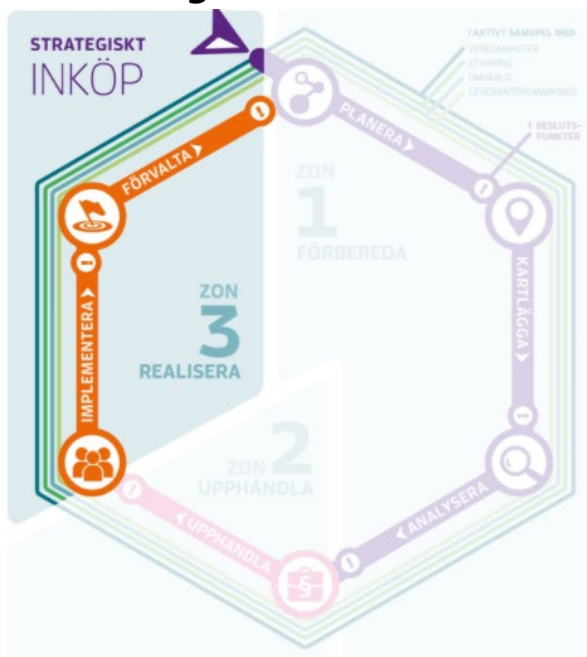 STRATEGISKT
INKÖP
I AKTIVT SAMSPEL MED
VERKSAMHETER
STYRNING
OMVÄRLD
LEVERANTÖRSMARKNAD
! BESLUTS-
PUNKTER
PLANERA
FÖRVALTA
ZON
1
FÖRBEREDA
KARTLÄGGA
ZON
3
REALISERA
IMPLEMENTERA
ZON 2
UPPHANDLA
ANALYSERA
UPPHANDLA
§